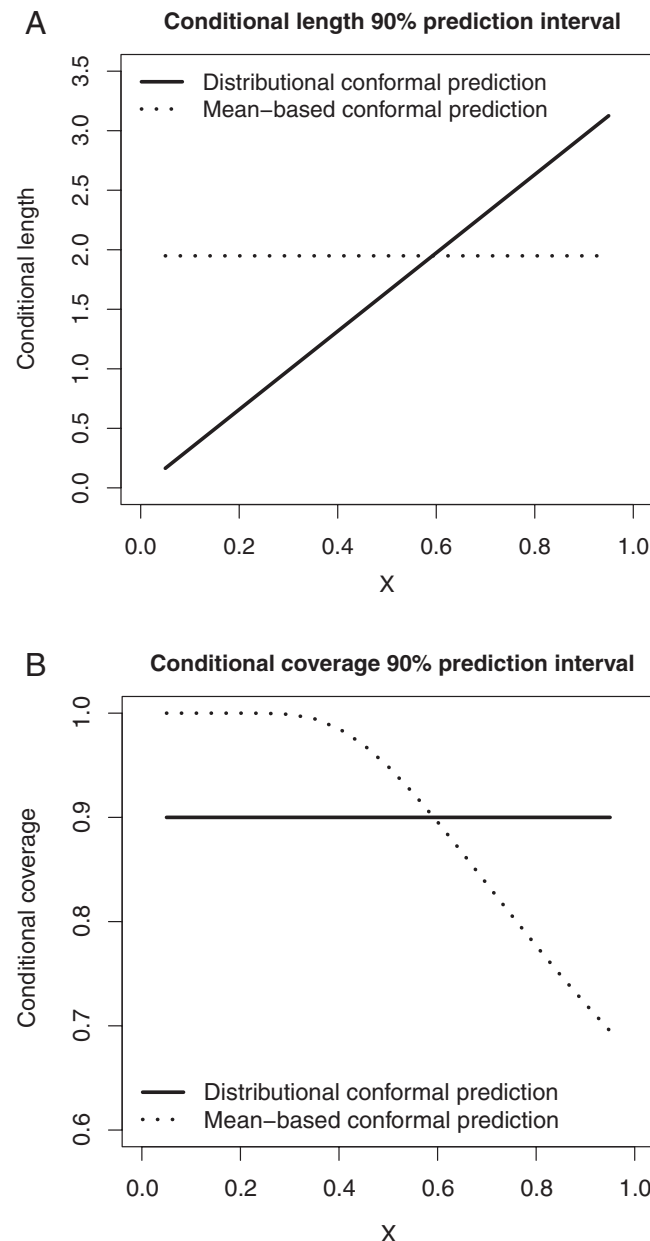 A
Conditional length 90% prediction interval
Distributional conformal prediction
Mean−based conformal prediction
Conditional length
3.5
3.0
2.5
2.0
1.5
1.0
0.5
0.0
0.0 0.2 0.4 0.6 0.8 1.0
X
B
Conditional coverage 90% prediction interval
Conditional coverage
1.0
0.9
0.8
0.7
0.6
Distributional conformal prediction
Mean−based conformal prediction
0.0 0.2 0.4 0.6 0.8 1.0
X